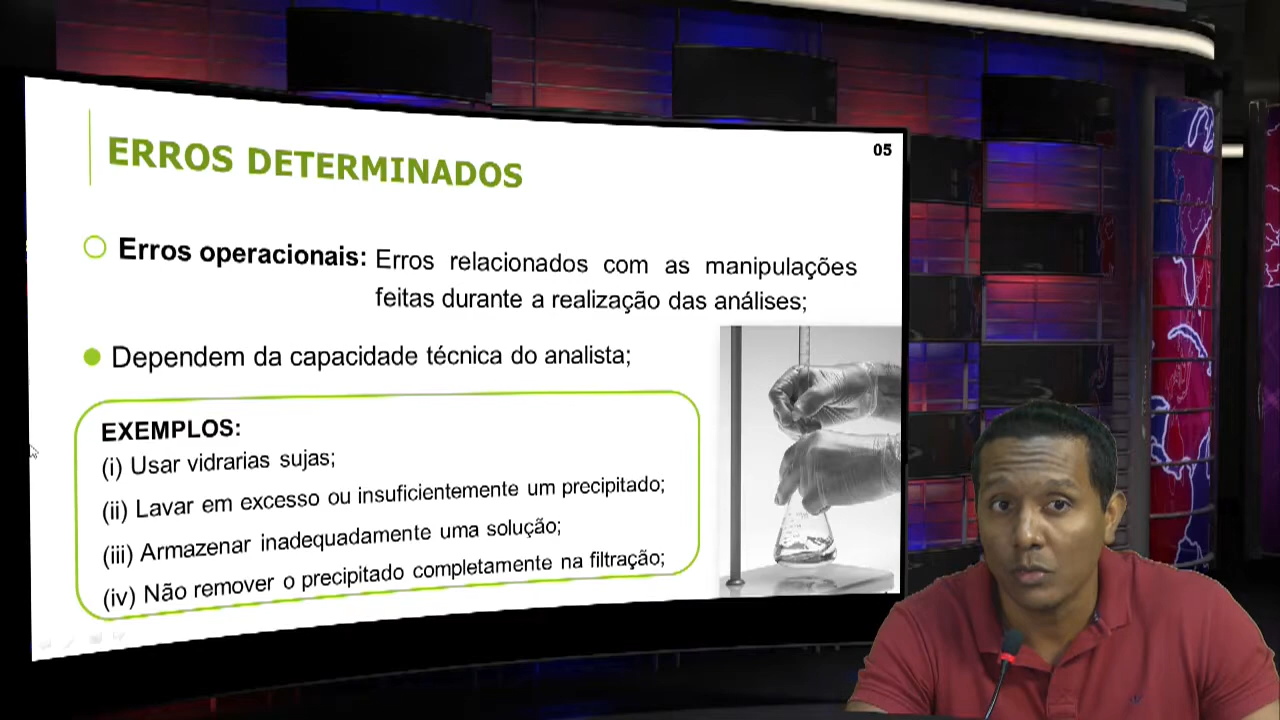 05
ERROS DETERMINADOS
Erros operacionais: Erros relacionados com as manipulações
feitas durante a realização das análises;
Dependem da capacidade técnica do analista;
EXEMPLOS:
(i) Usar vidrarias sujas;
(ii) Lavar em excesso ou insuficientemente um precipitado;
(iii) Armazenar inadequadamente uma solução;
(iv) Não remover o precipitado completamente na filtração;